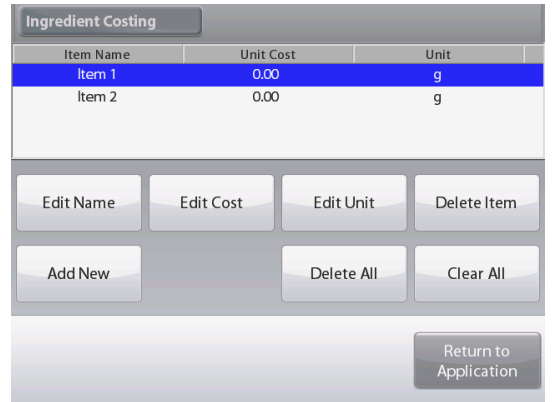 Ingredient Costing
Item Name Unit Cost Unit
Item 1 0.00 g
Item 2 0.00 g
Edit Name Edit Cost Edit Unit Delete Item
Add New Delete All Clear All
Return to
Application